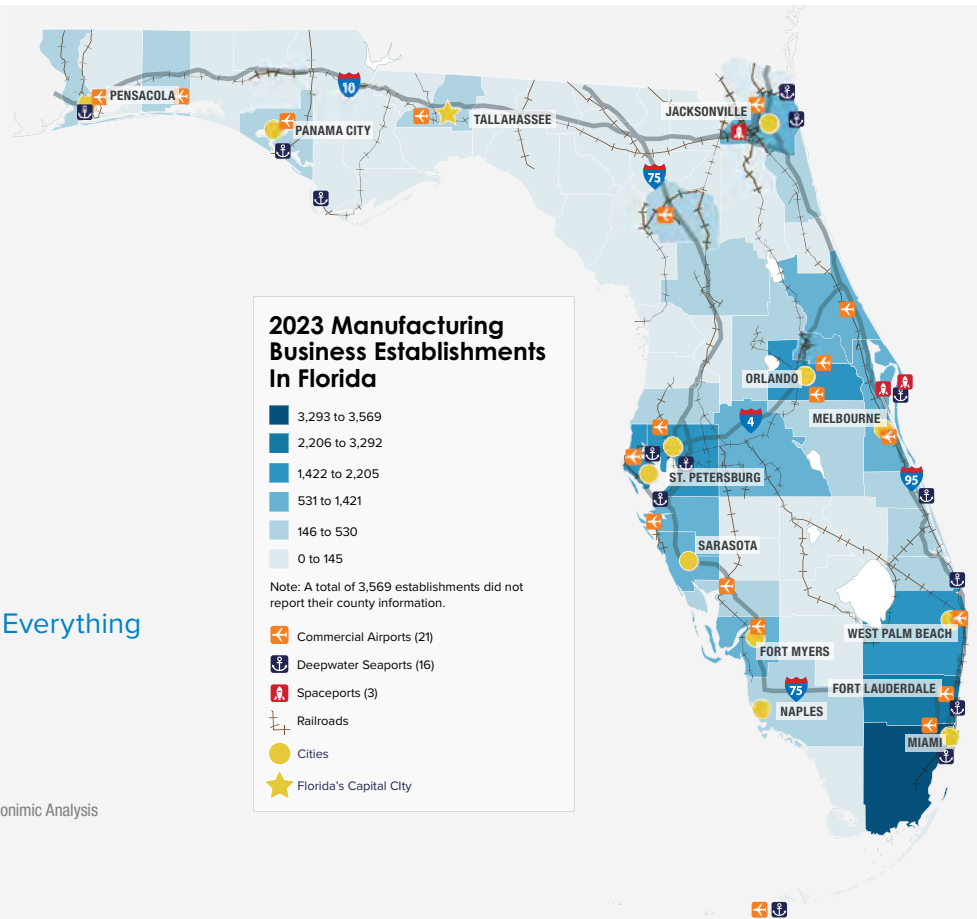 PENSACOLA
10
PANAMA CITY
TALLAHASSEE
JACKSONVILLE
75
2023 Manufacturing
Business Establishments
In Florida
3,293 to 3,569
2,206 to 3,292
1,422 to 2,205
531 to 1,421
146 to 530
0 to 145
Note: A total of 3,569 establishments did not
report their county information.
Commercial Airports (21)
Deepwater Seaports (16)
Spaceports (3)
Railroads
Cities
Florida's Capital CIty
ORLANDO
MELBOURNE
4
ST. PETERSBURG
95
SARASOTA
Everything
WEST PALM BEACH
FORT MYERS
FORT LAUDERDALE
75
NAPLES
MIAMI
onimic Analysis